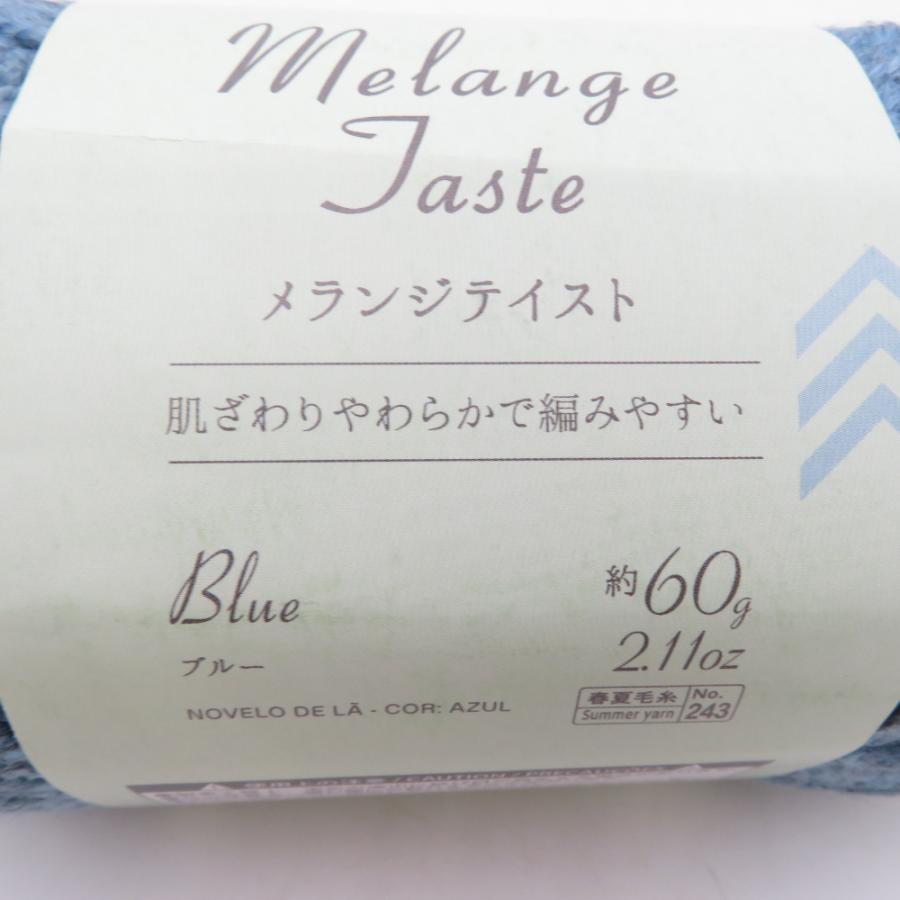 Melange
Taste
メランジテイスト
肌ざわりやわらかで編みやすい
Blue
ブルー
約60g
2.11oz
NOVELO DE LÃ - COR: AZUL
春夏毛糸 No.
Summer yarn 243
/ CAUTION /